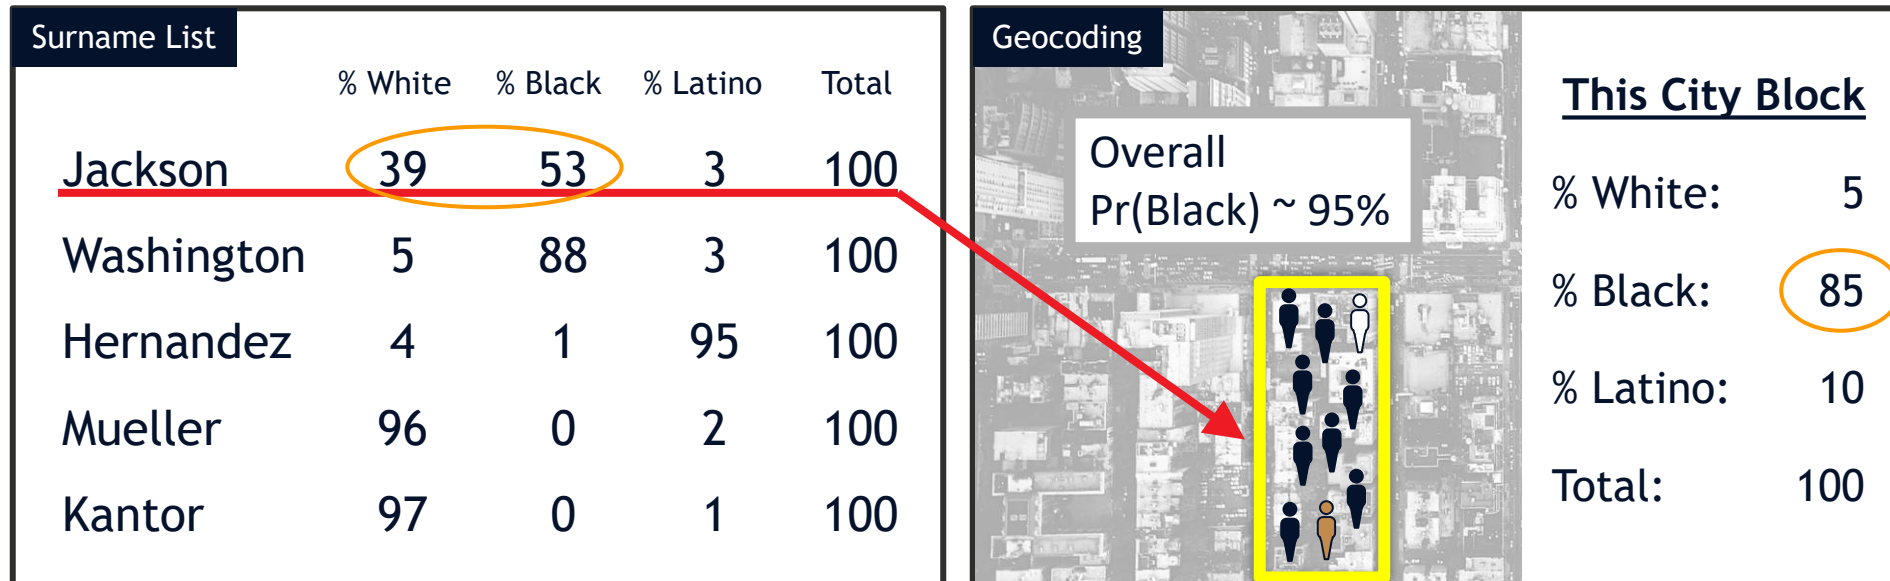 Surname List
% White % Black % Latino Total
Jackson 39 53 3 100
Washington 5 88 3 100
Hernandez 4 1 95 100
Mueller 96 0 2 100
Kantor 97 0 1 100
Geocoding
Overall
Pr(Black) ~ 95%
This City Block
% White: 5
% Black: 85
% Latino: 10
Total: 100